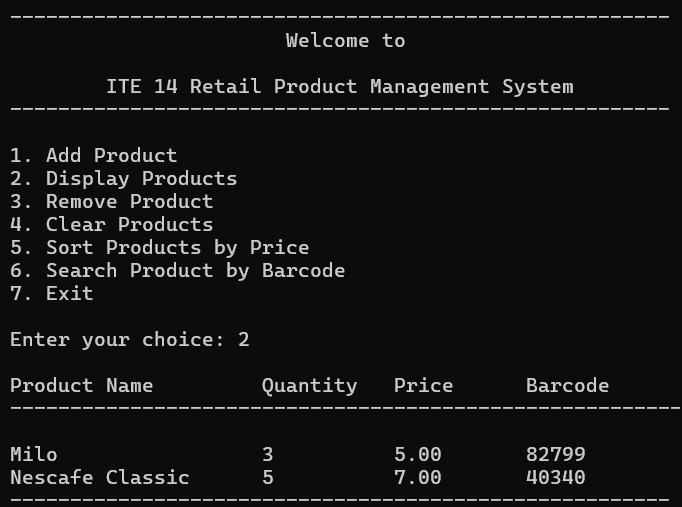 -------------------------------------------------------
Welcome to
ITE 14 Retail Product Management System
-------------------------------------------------------
1. Add Product
2. Display Products
3. Remove Product
4. Clear Products
5. Sort Products by Price
6. Search Product by Barcode
7. Exit
Enter your choice: 2
Product Name         Quantity   Price      Barcode
--------------------------------------------------------
Milo                 3          5.00       82799
Nescafe Classic      5          7.00       40340
-------------------------------------------------------